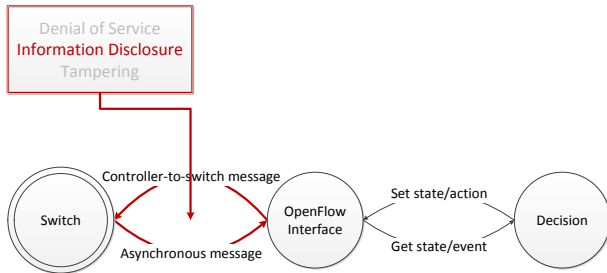 Denial of Service
Information Disclosure
Tampering
Controller-to-switch message
Switch
OpenFlow
Interface
Set state/action
Decision
Get state/event
Asynchronous message